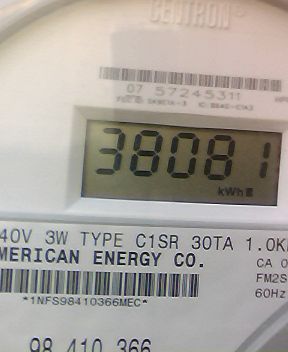 CENTRON®
07 57245311
38081
kWh
40V 3W TYPE C1SR 30TA 1.0K
MERICAN ENERGY CO.
CA 0
FM2S
60Hz
*1NFS98410366MEC*
98 410 366